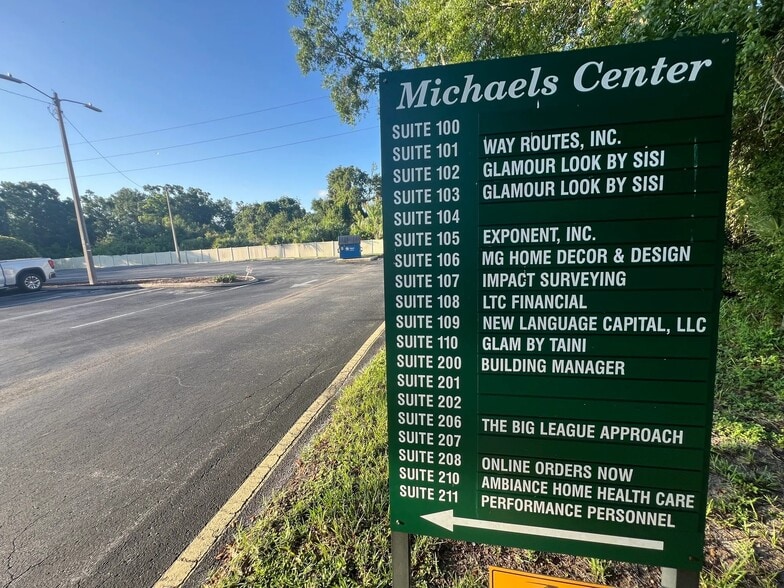 Michaels Center
SUITE 100
SUITE 101 WAY ROUTES, INC.
SUITE 102 GLAMOUR LOOK BY SISI
SUITE 103 GLAMOUR LOOK BY SISI
SUITE 104
SUITE 105 EXPONENT, INC.
SUITE 106 MG HOME DECOR & DESIGN
SUITE 107 IMPACT SURVEYING
SUITE 108 LTC FINANCIAL
SUITE 109 NEW LANGUAGE CAPITAL, LLC
SUITE 110 GLAM BY TAINI
SUITE 200 BUILDING MANAGER
SUITE 201
SUITE 202
SUITE 206 THE BIG LEAGUE APPROACH
SUITE 207
SUITE 208 ONLINE ORDERS NOW
SUITE 210 AMBIANCE HOME HEALTH CARE
SUITE 211 PERFORMANCE PERSONNEL